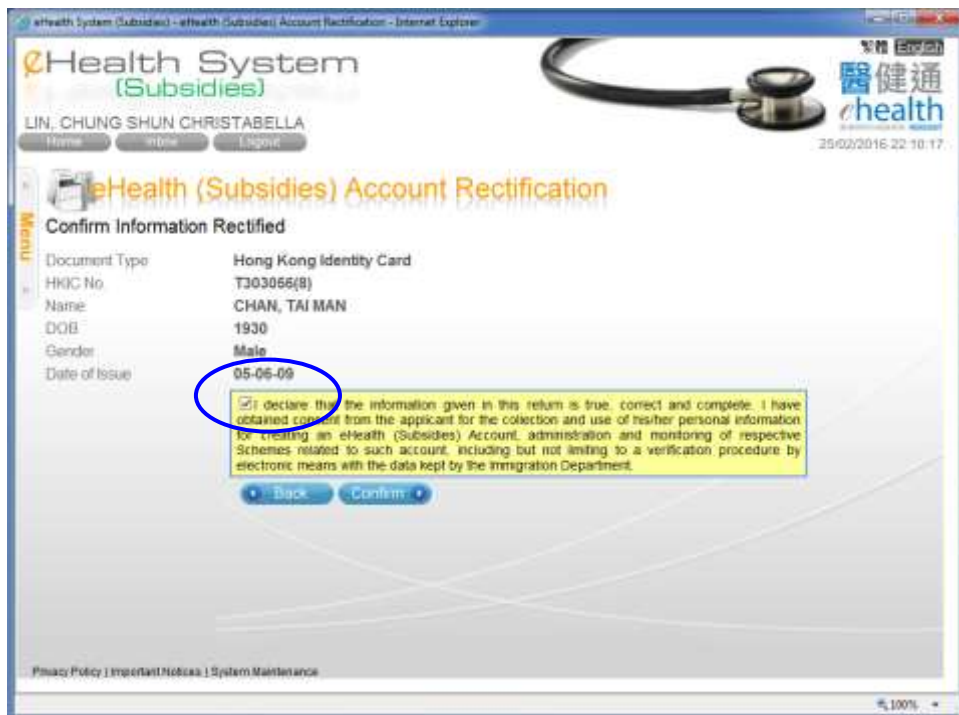 eHealth System (Subsidies) - eHealth (Subsidies) Account Rectification - Internet Explorer
eHealth System
(Subsidies)
繁體 English
醫健通
ehealth
LIN, CHUNG SHUN CHRISTABELLA
Home Inbox Logout
25/02/2016 22:10:17
Menu
eHealth (Subsidies) Account Rectification
Confirm Information Rectified
Document Type Hong Kong Identity Card
HKIC No T303056(8)
Name CHAN, TAI MAN
DOB 1930
Gender Male
Date of Issue 05-06-09
I declare that the information given in this return is true, correct and complete. I have
obtained consent from the applicant for the collection and use of his/her personal information
for creating an eHealth (Subsidies) Account, administration and monitoring of respective
Schemes related to such account, including but not limiting to a verification procedure by
electronic means with the data kept by the Immigration Department.
Back Confirm
Privacy Policy | Important Notices | System Maintenance
100%